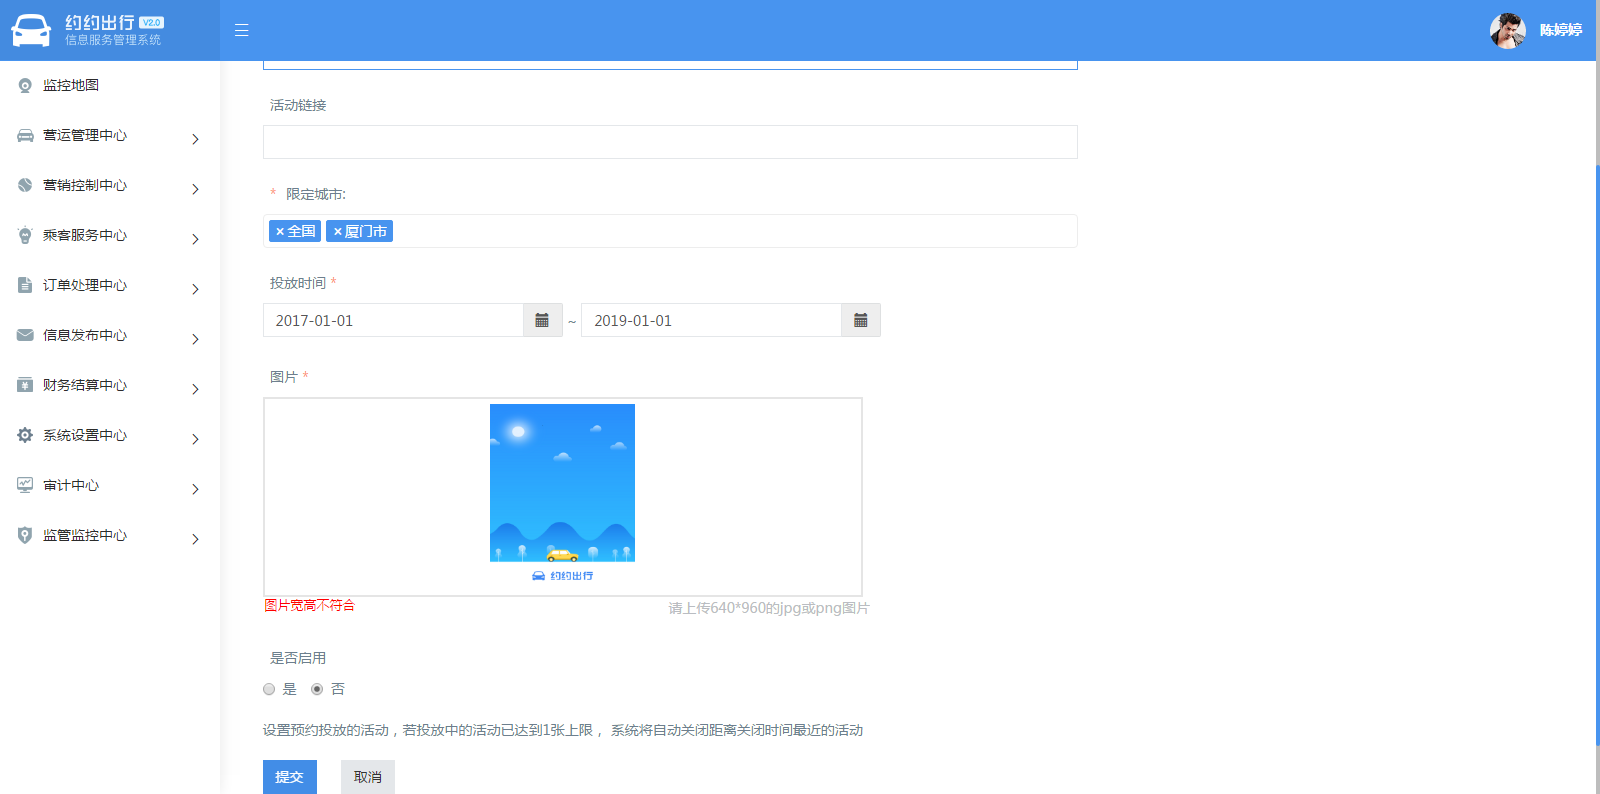 约约出行 V2.0
信息服务管理系统
陈婷婷
监控地图
营运管理中心
营销控制中心
乘客服务中心
订单处理中心
信息发布中心
财务结算中心
系统设置中心
审计中心
监管监控中心
活动链接
* 限定城市:
×全国 ×厦门市
投放时间 *
2017-01-01 ~ 2019-01-01
图片 *
约约出行
图片宽高不符合
请上传640*960的jpg或png图片
是否启用
是 否
设置预约投放的活动，若投放中的活动已达到1张上限， 系统将自动关闭距离关闭时间最近的活动
提交 取消